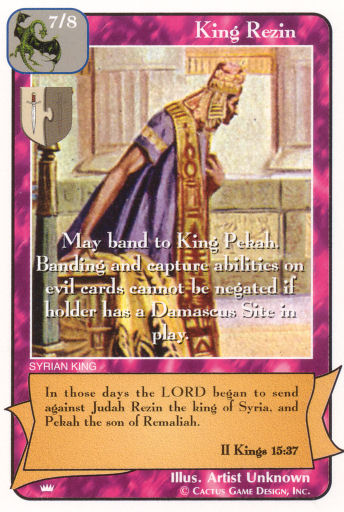 7/8
King Rezin
May band to King Pekah.
Banding and capture abilities on
evil cards cannot be negated if
holder has a Damascus Site in
play.
SYRIAN KING
In those days the LORD began to send
against Judah Rezin the king of Syria, and
Pekah the son of Remaliah.
II Kings 15:37
Illus. Artist Unknown
© CACTUS GAME DESIGN, INC.